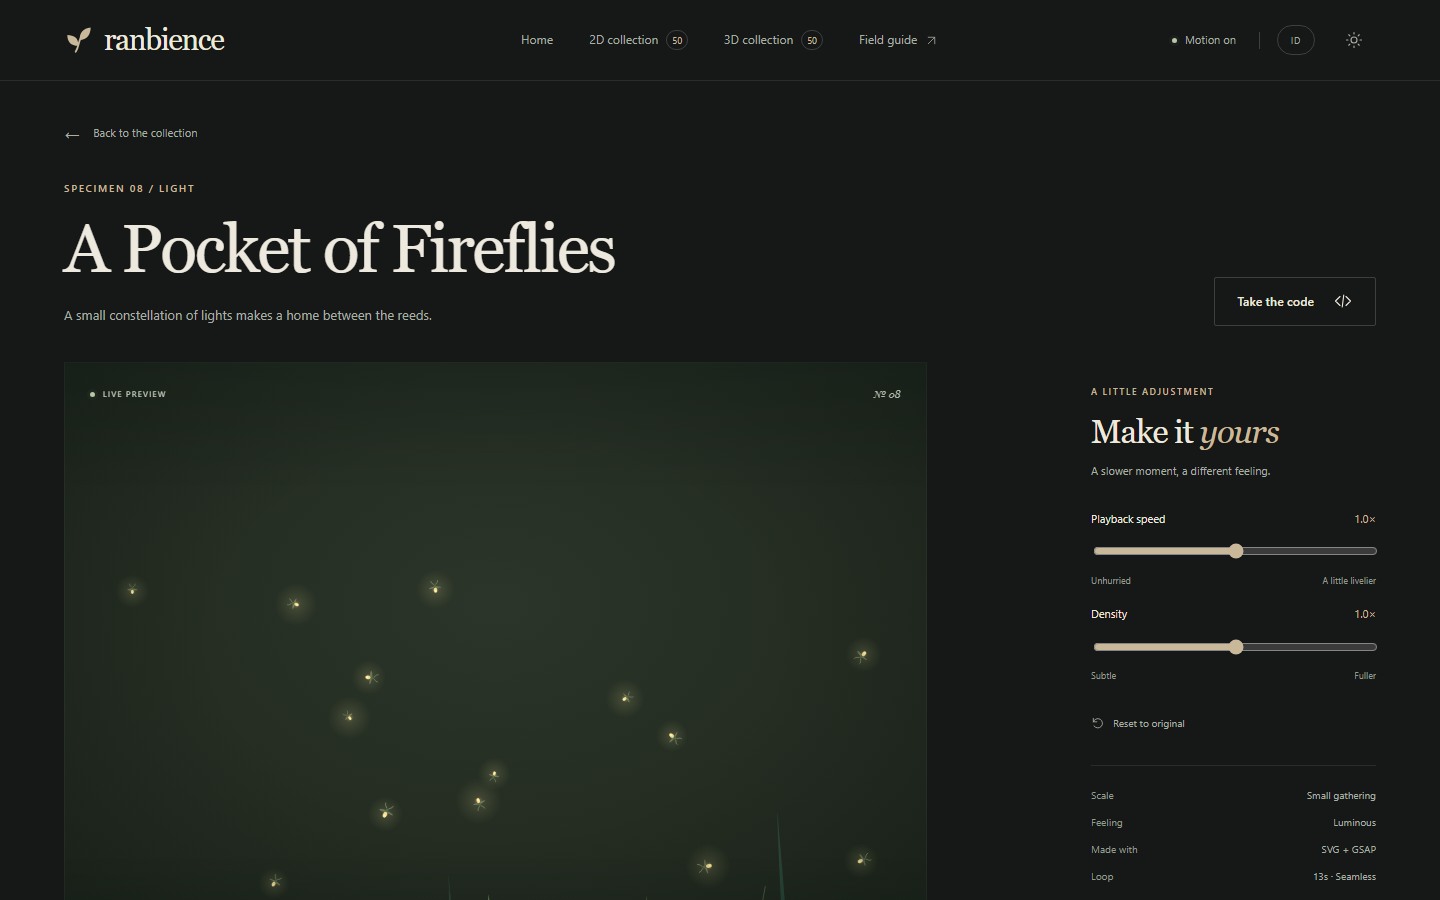 ranbience
Home
2D collection 50
3D collection 50
Field guide
Motion on
ID
Back to the collection
SPECIMEN 08 / LIGHT
A Pocket of Fireflies
A small constellation of lights makes a home between the reeds.
Take the code
LIVE PREVIEW
№ 08
A LITTLE ADJUSTMENT
Make it yours
A slower moment, a different feeling.
Playback speed 1.0×
Unhurried A little livelier
Density 1.0×
Subtle Fuller
Reset to original
Scale Small gathering
Feeling Luminous
Made with SVG + GSAP
Loop 13s · Seamless